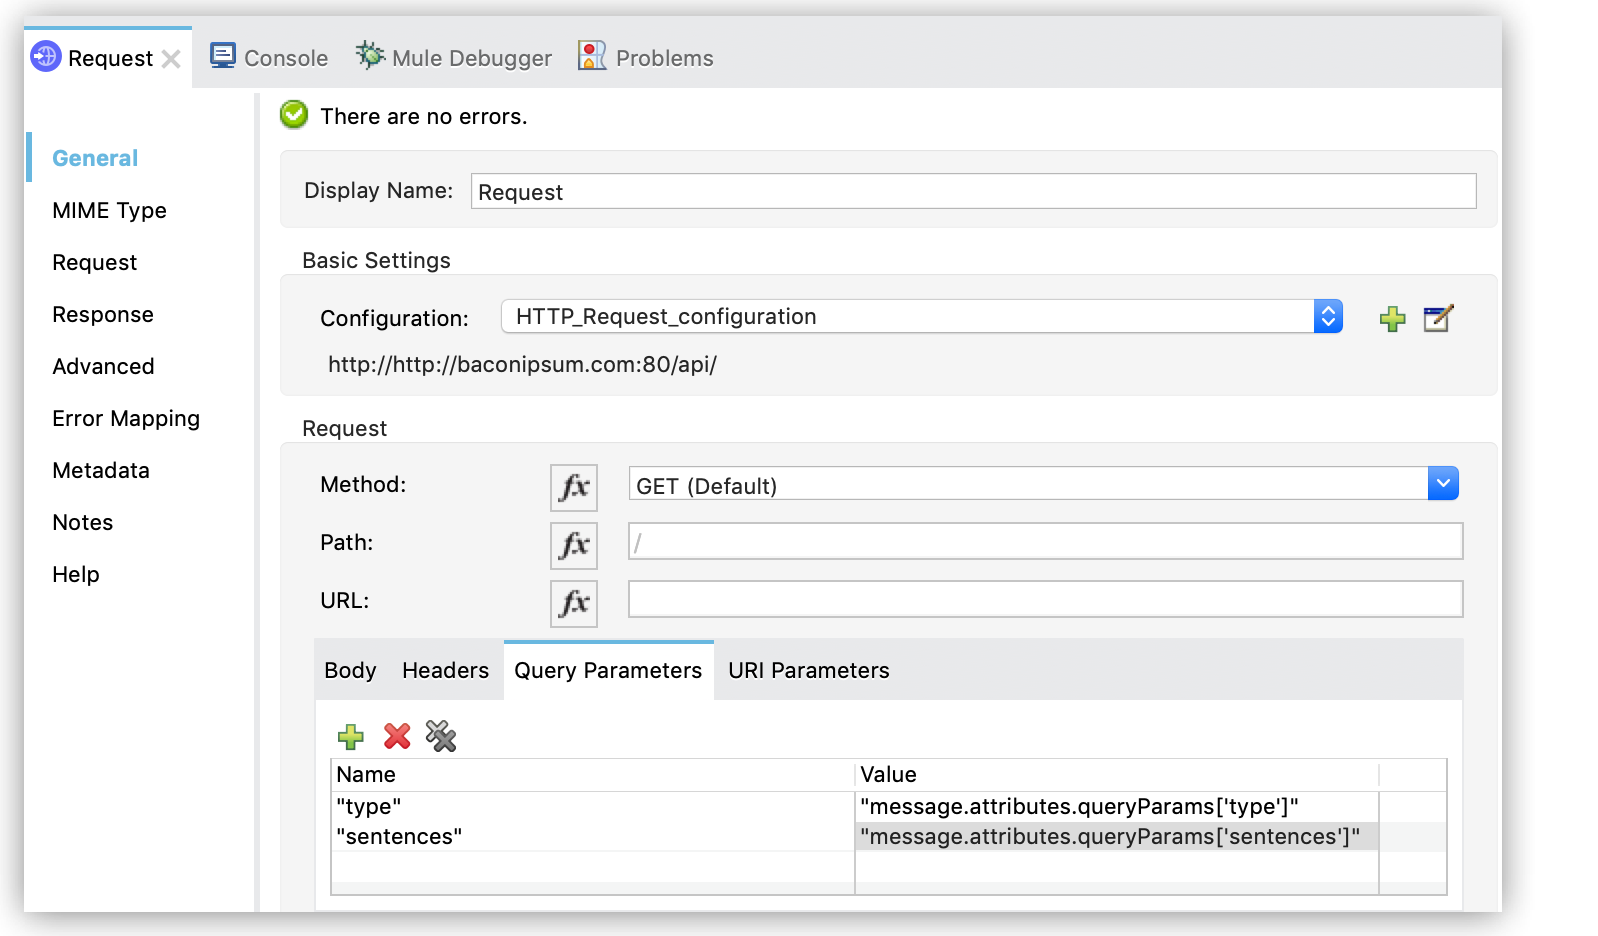 Request Console Mule Debugger Problems
There are no errors.
General
MIME Type
Request
Response
Advanced
Error Mapping
Metadata
Notes
Help
Display Name: Request
Basic Settings
Configuration: HTTP_Request_configuration
http://http://baconipsum.com:80/api/
Request
Method: fx GET (Default)
Path: fx /
URL: fx
Body Headers Query Parameters URI Parameters
Name Value
"type" "message.attributes.queryParams['type']"
"sentences" "message.attributes.queryParams['sentences']"